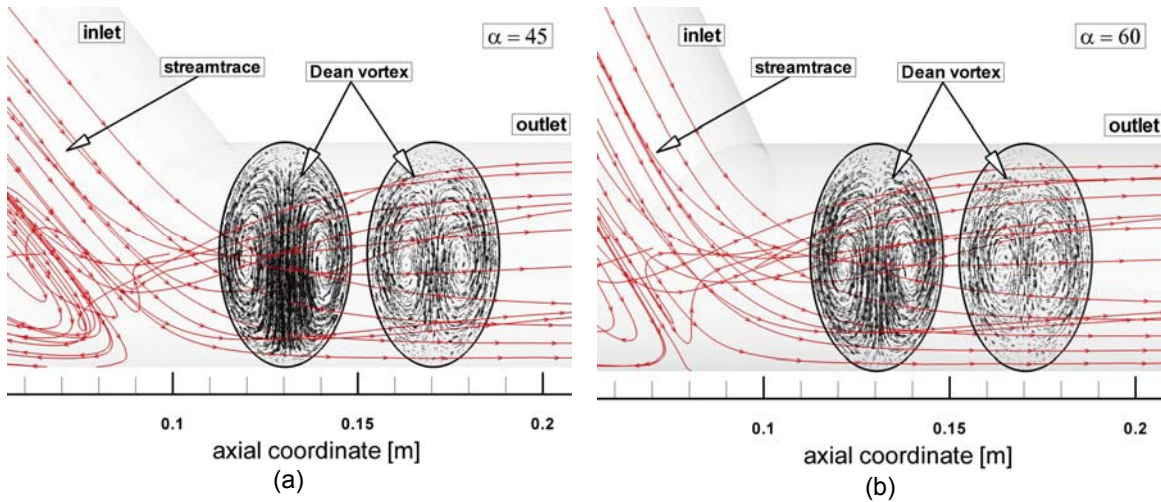 inlet
α = 45
streamtrace
Dean vortex
outlet
0.1
0.15
0.2
axial coordinate [m]
(a)
inlet
α = 60
streamtrace
Dean vortex
outlet
0.1
0.15
0.2
axial coordinate [m]
(b)